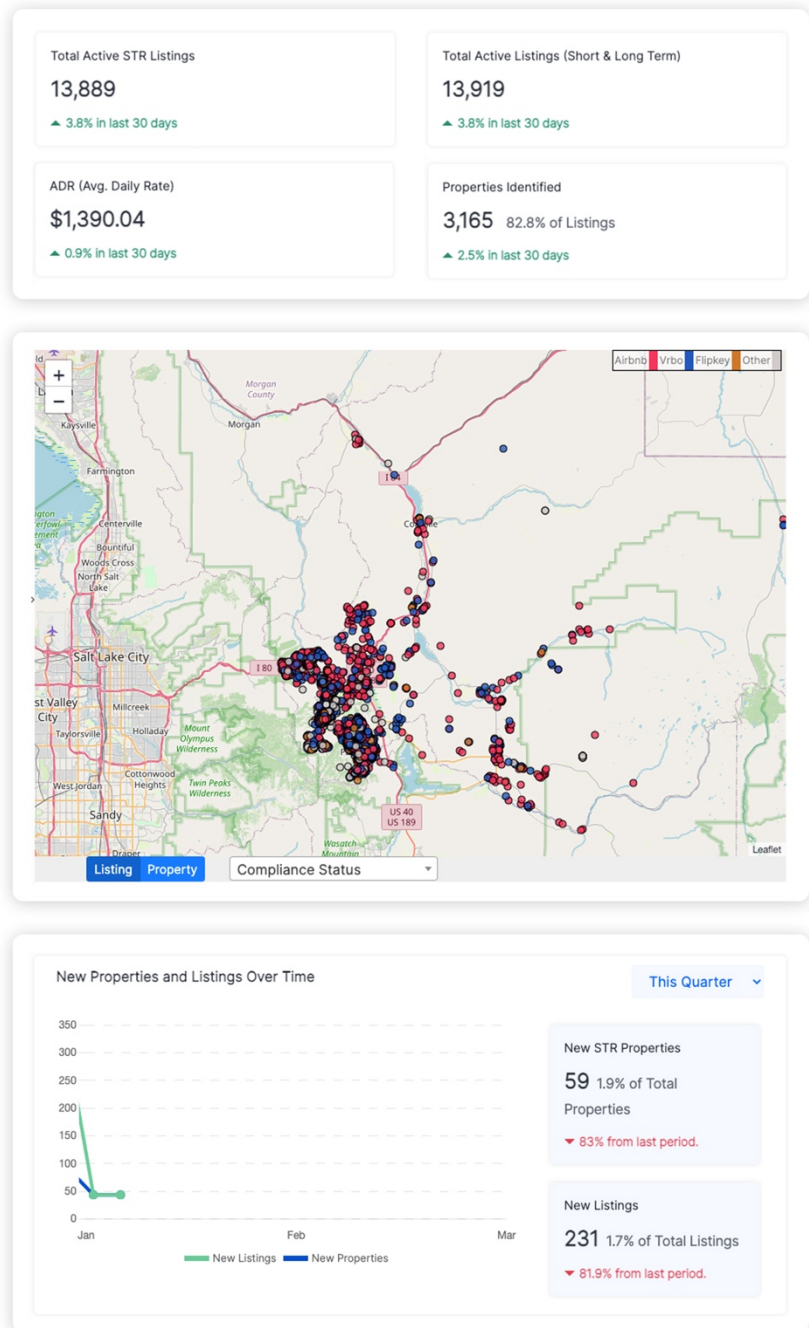 Total Active STR Listings
13,889
▲ 3.8% in last 30 days
Total Active Listings (Short & Long Term)
13,919
▲ 3.8% in last 30 days
ADR (Avg. Daily Rate)
$1,390.04
▲ 0.9% in last 30 days
Properties Identified
3,165 82.8% of Listings
▲ 2.5% in last 30 days
+
−
Airbnb Vrbo Flipkey Other
Morgan
County
Morgan
Kaysville
Farmington
I 84
Centerville
Bountiful
Woods Cross
North Salt
Lake
Salt Lake City
I 80
st Valley
City
Millcreek
Taylorsville
Holladay
Mount
Olympus
Wilderness
Cottonwood
Heights
West Jordan
Twin Peaks
Wilderness
Sandy
US 40
US 189
Wasatch
Mountain
Draper
Leaflet
Listing Property
Compliance Status
New Properties and Listings Over Time
This Quarter
350
300
250
200
150
100
50
0
Jan Feb Mar
New Listings New Properties
New STR Properties
59 1.9% of Total
Properties
▼ 83% from last period.
New Listings
231 1.7% of Total Listings
▼ 81.9% from last period.